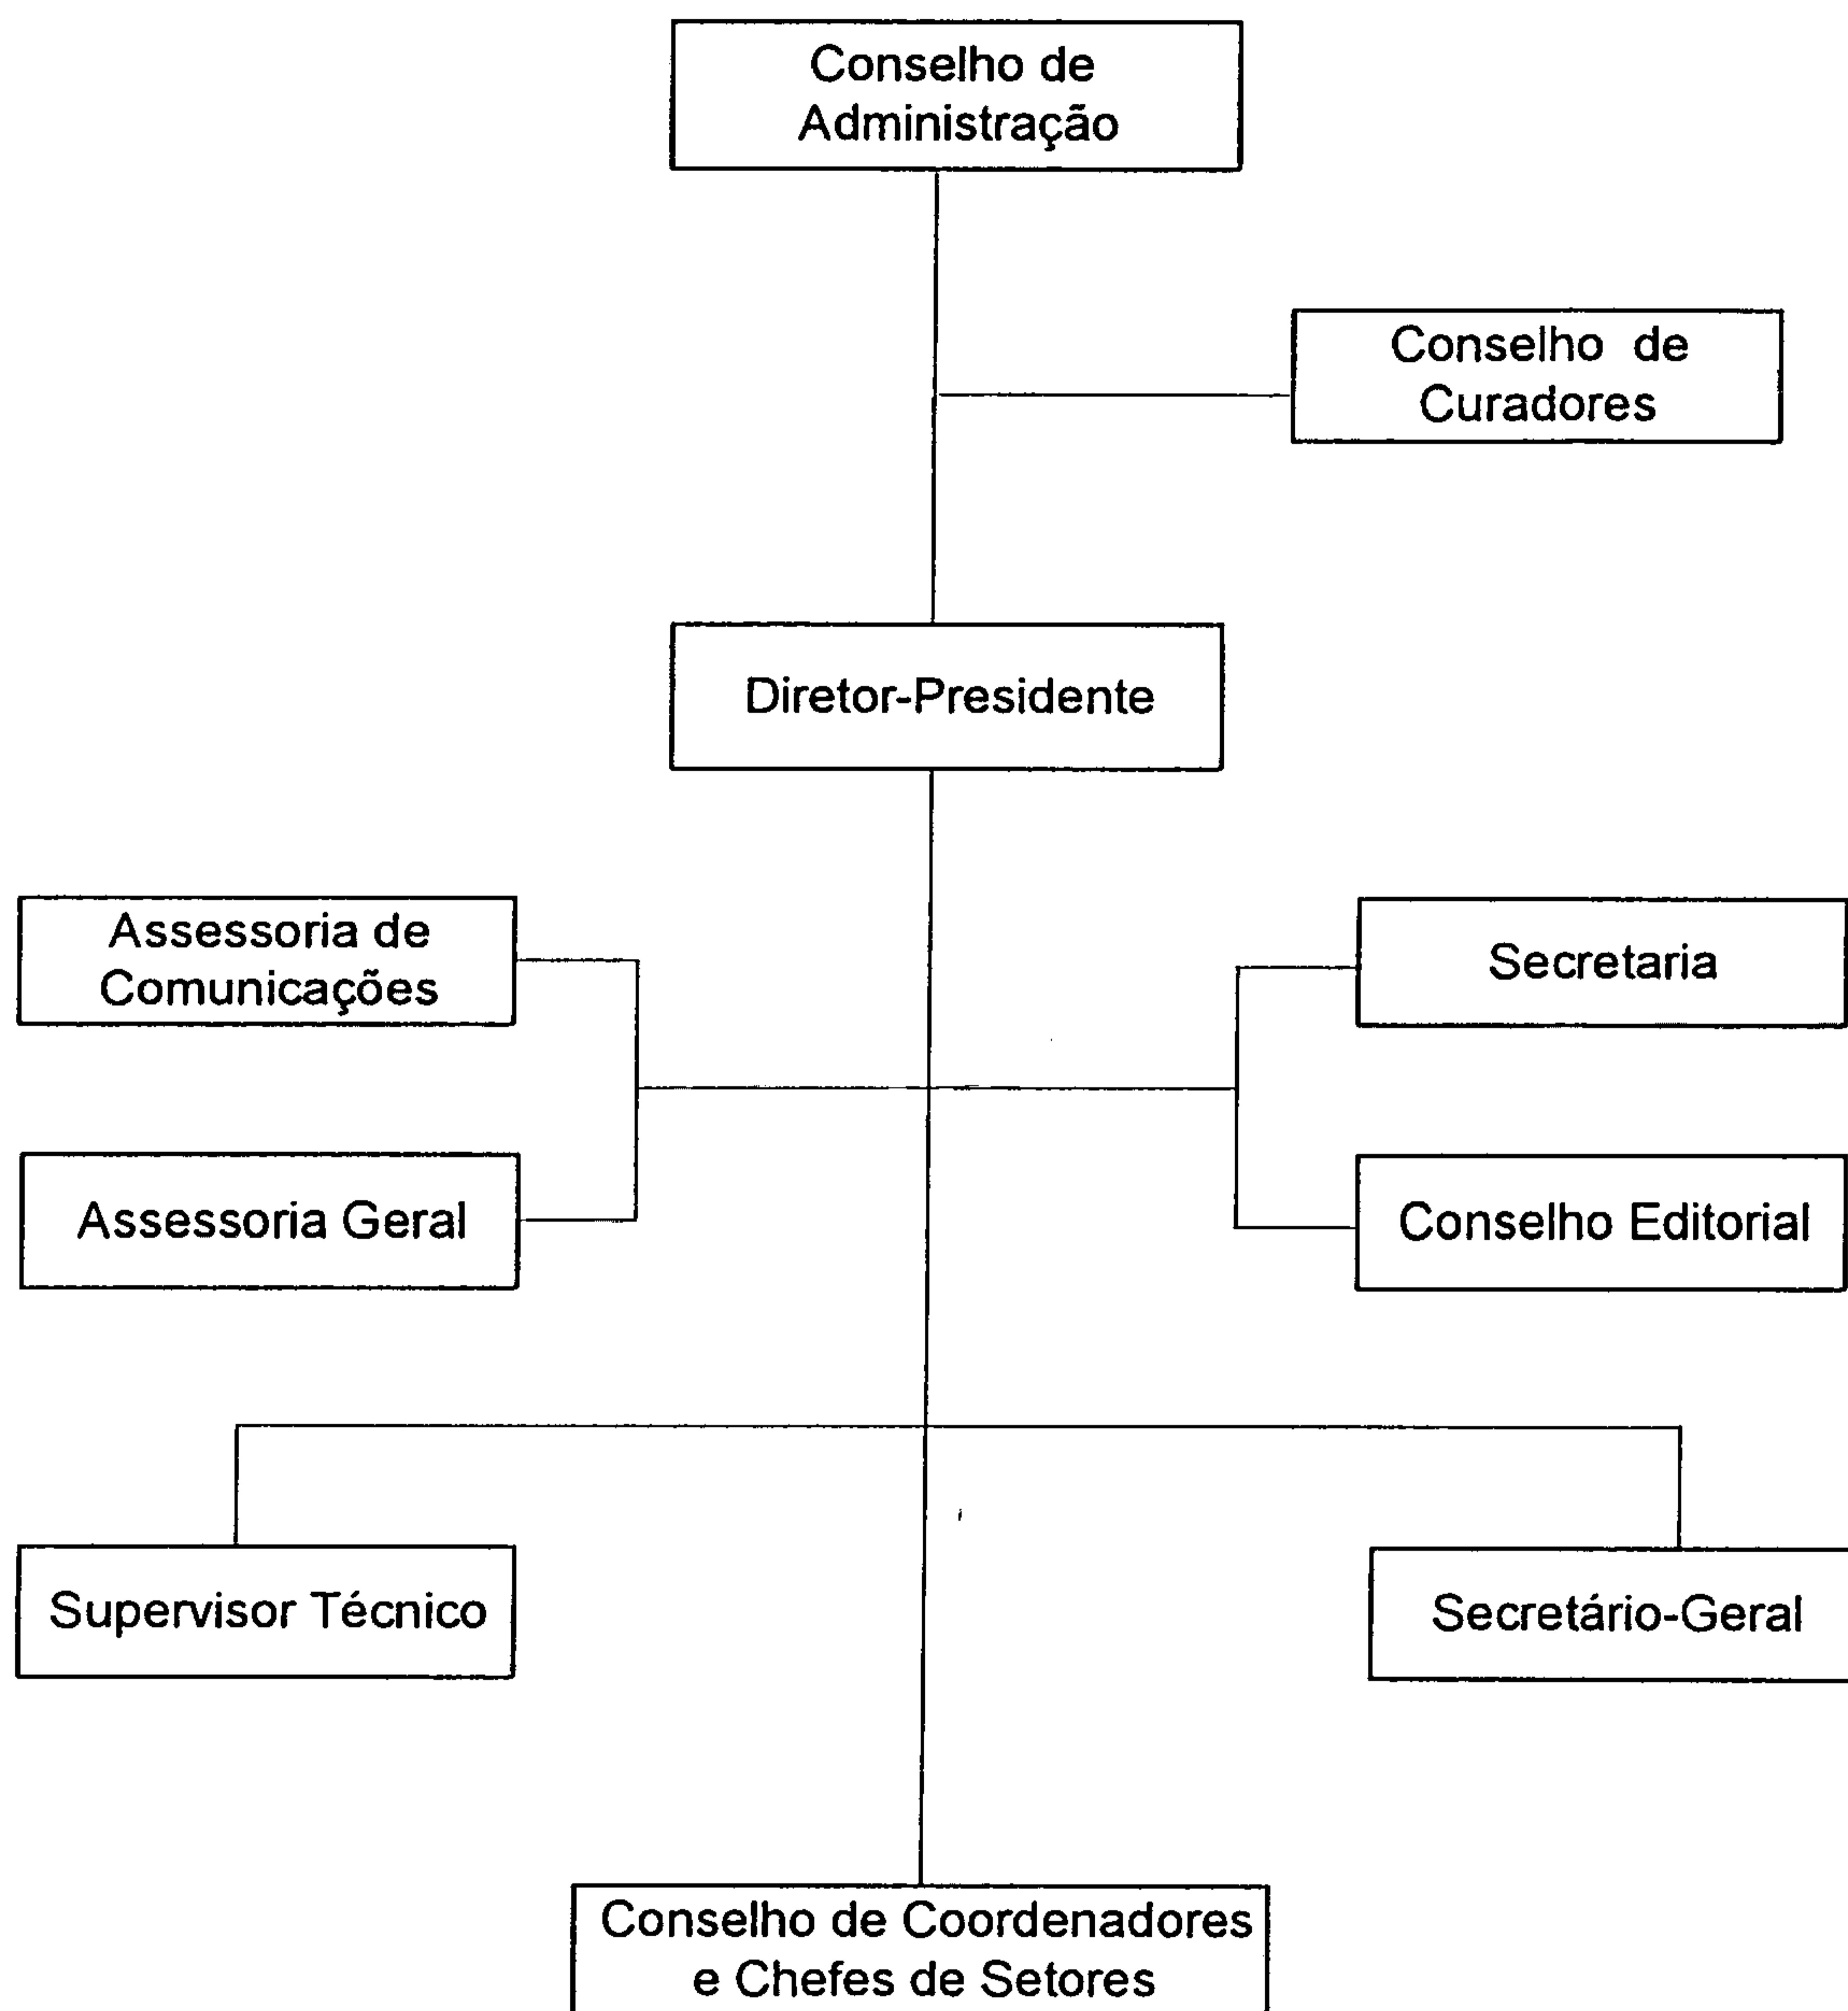 Conselho de
Administração
Conselho de
Curadores
Diretor-Presidente
Assessoria de
Comunicações
Secretaria
Assessoria Geral
Conselho Editorial
Supervisor Técnico
Secretário-Geral
Conselho de Coordenadores
e Chefes de Setores